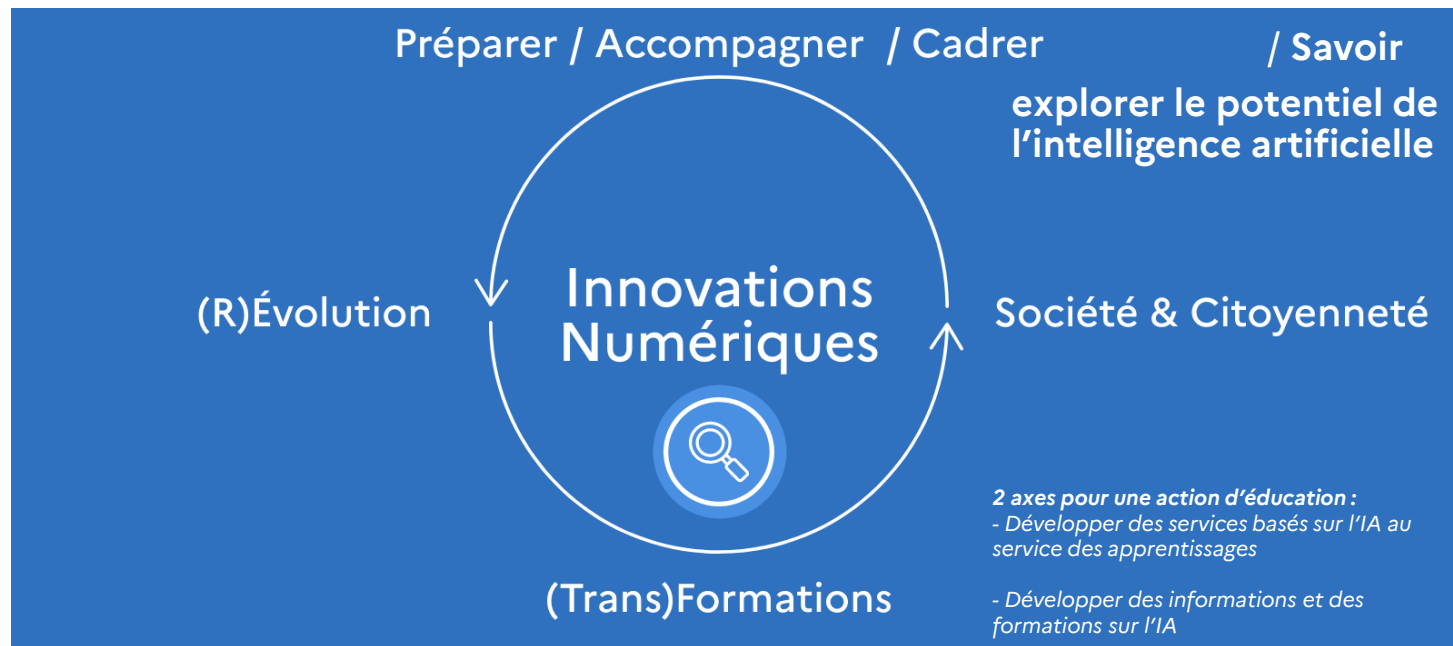 Préparer / Accompagner / Cadrer / Savoir
explorer le potentiel de
l'intelligence artificielle
(R)Évolution
Innovations
Numériques
Société & Citoyenneté
(Trans)Formations
2 axes pour une action d'éducation :
- Développer des services basés sur l'IA au
service des apprentissages
- Développer des informations et des
formations sur l'IA